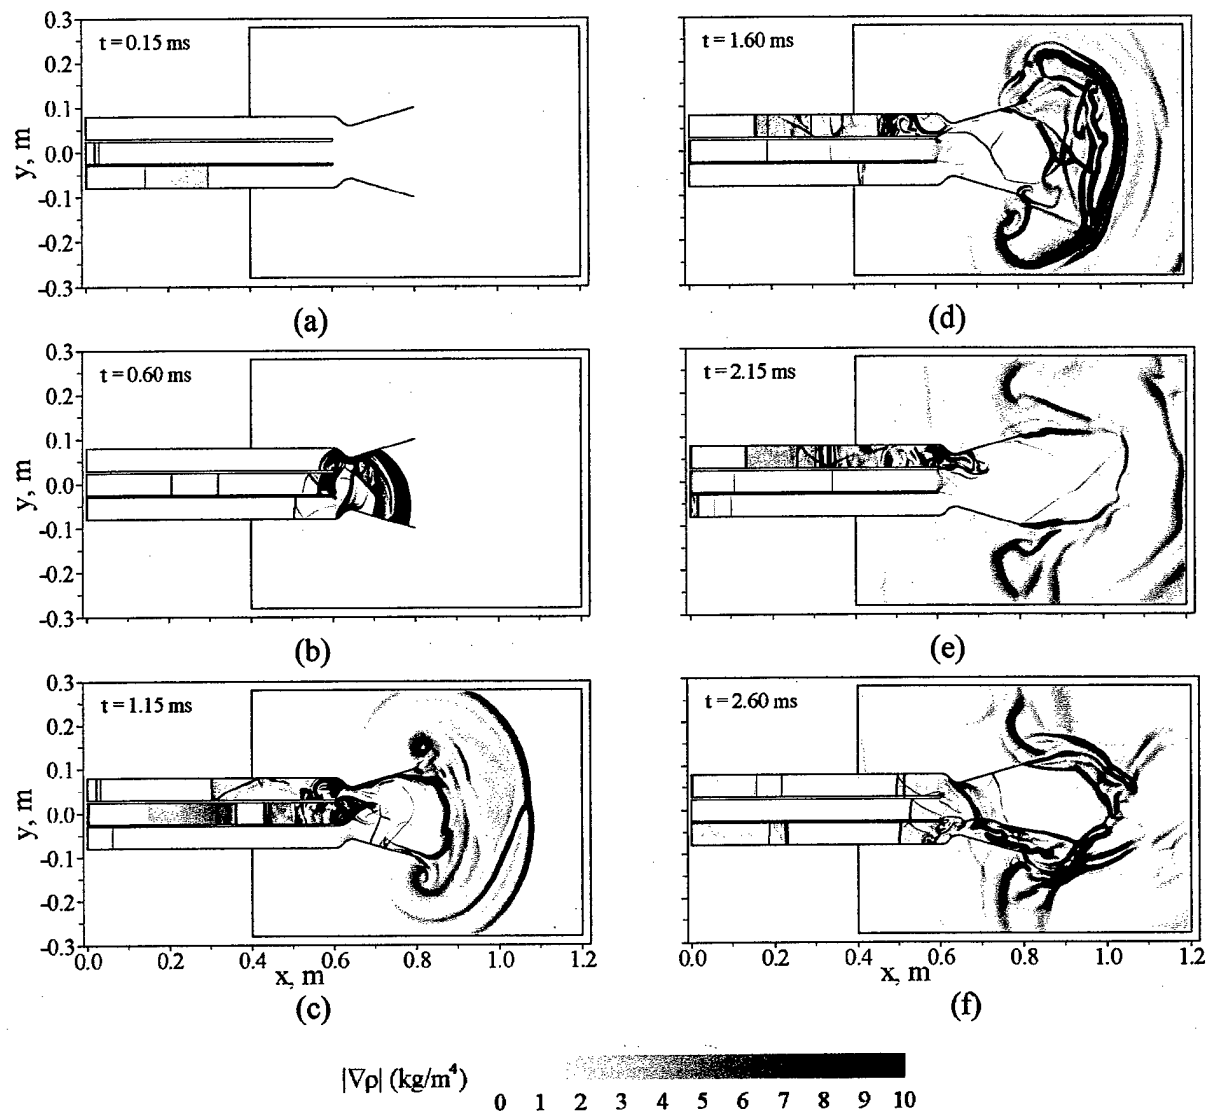 0.3
t = 0.15 ms
0.2
0.1
0.0
-0.1
-0.2
-0.3
y, m
(a)
0.3
t = 0.60 ms
0.2
0.1
0.0
-0.1
-0.2
-0.3
y, m
(b)
0.3
t = 1.15 ms
0.2
0.1
0.0
-0.1
-0.2
-0.3
y, m
0.0 0.2 0.4 0.6 0.8 1.0 1.2
x, m
(c)
t = 1.60 ms
(d)
t = 2.15 ms
(e)
t = 2.60 ms
0.0 0.2 0.4 0.6 0.8 1.0 1.2
x, m
(f)
|∇ρ| (kg/m⁴)
0 1 2 3 4 5 6 7 8 9 10